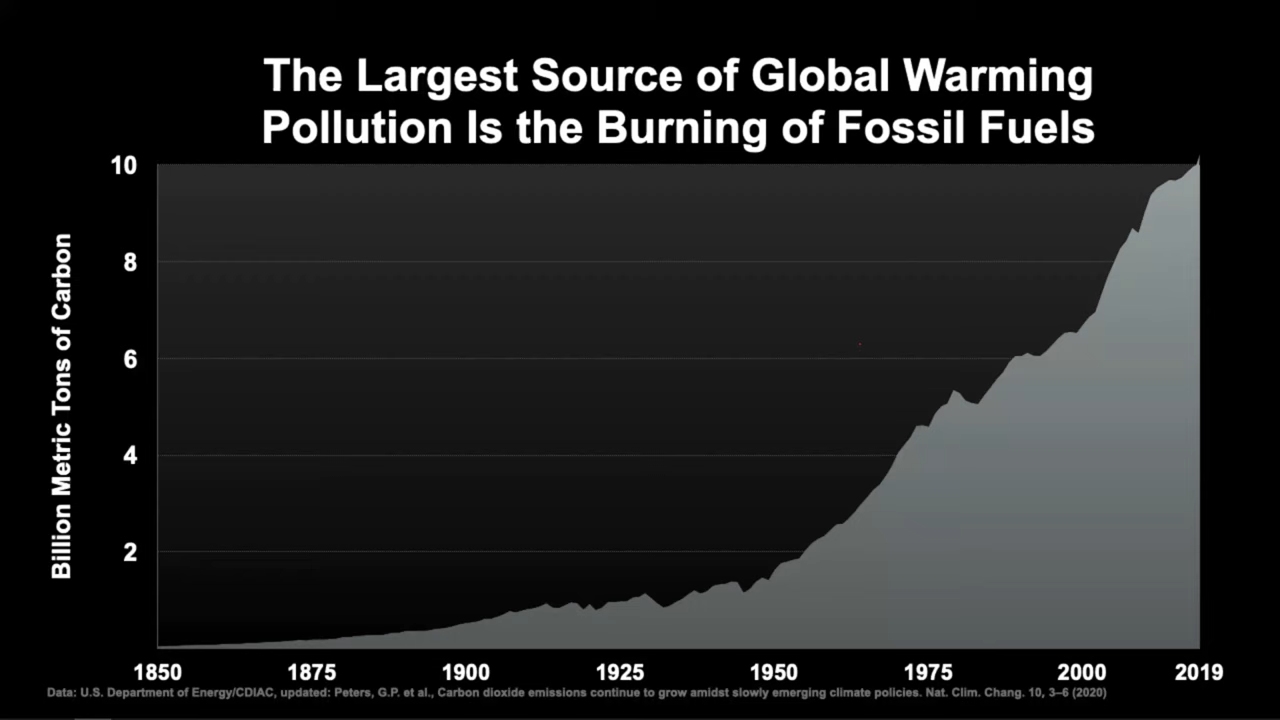 The Largest Source of Global Warming
Pollution Is the Burning of Fossil Fuels
Billion Metric Tons of Carbon
10
8
6
4
2
1850 1875 1900 1925 1950 1975 2000 2019
Data: U.S. Department of Energy/CDIAC, updated: Peters, G.P. et al., Carbon dioxide emissions continue to grow amidst slowly emerging climate policies. Nat. Clim. Chang. 10, 3–6 (2020)